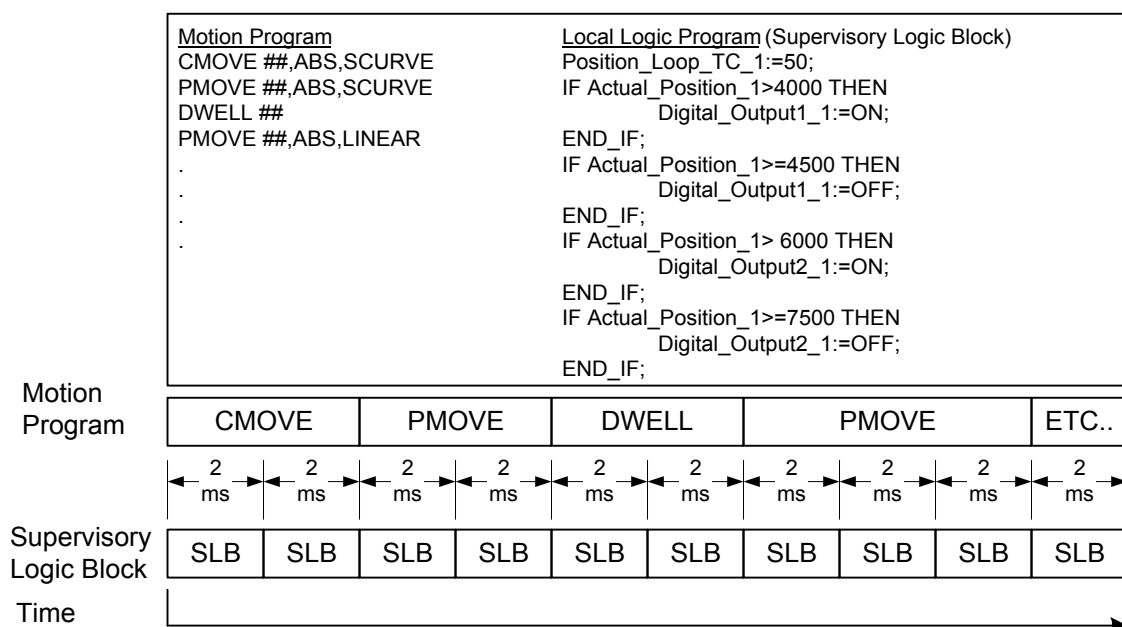 Motion Program
CMOVE ##,ABS,SCURVE
PMOVE ##,ABS,SCURVE
DWELL ##
PMOVE ##,ABS,LINEAR
.
.
.
.
Local Logic Program (Supervisory Logic Block)
Position_Loop_TC_1:=50;
IF Actual_Position_1>4000 THEN
Digital_Output1_1:=ON;
END_IF;
IF Actual_Position_1>=4500 THEN
Digital_Output1_1:=OFF;
END_IF;
IF Actual_Position_1> 6000 THEN
Digital_Output2_1:=ON;
END_IF;
IF Actual_Position_1>=7500 THEN
Digital_Output2_1:=OFF;
END_IF;
Motion
Program
CMOVE PMOVE DWELL PMOVE ETC..
2 2 2 2 2 2 2 2 2 2
ms ms ms ms ms ms ms ms ms ms
Supervisory
Logic Block
SLB SLB SLB SLB SLB SLB SLB SLB SLB SLB
Time